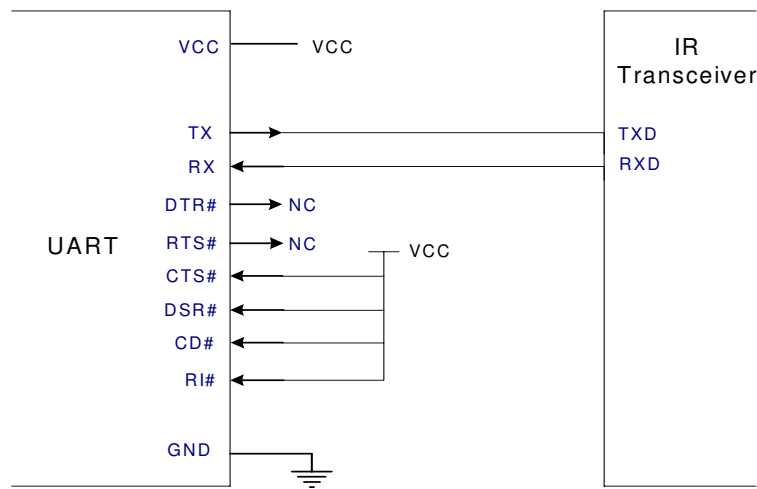 VCC VCC
IR
Transceiver
TX TXD
RX RXD
DTR# NC
UART
RTS# NC
VCC
CTS#
DSR#
CD#
RI#
GND